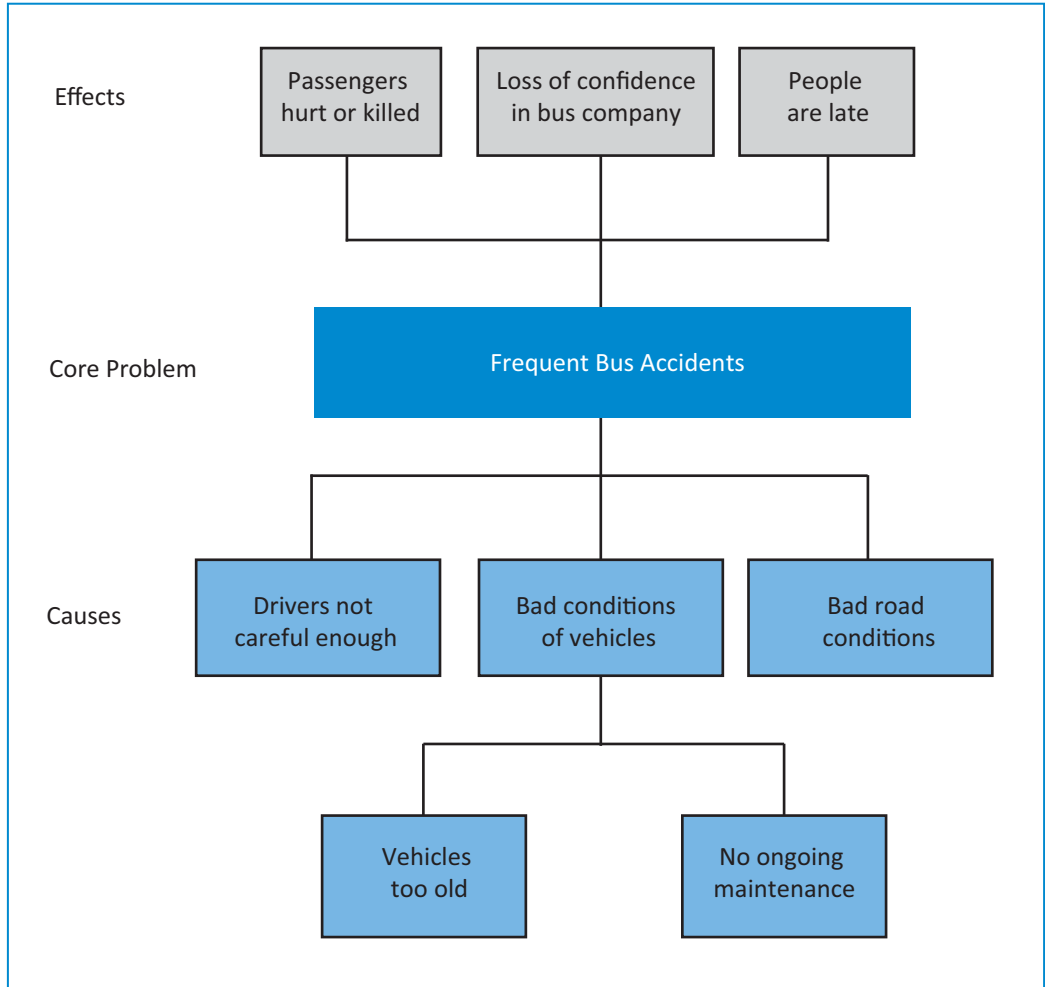 Effects
Passengers
hurt or killed
Loss of confidence
in bus company
People
are late
Core Problem
Frequent Bus Accidents
Causes
Drivers not
careful enough
Bad conditions
of vehicles
Bad road
conditions
Vehicles
too old
No ongoing
maintenance